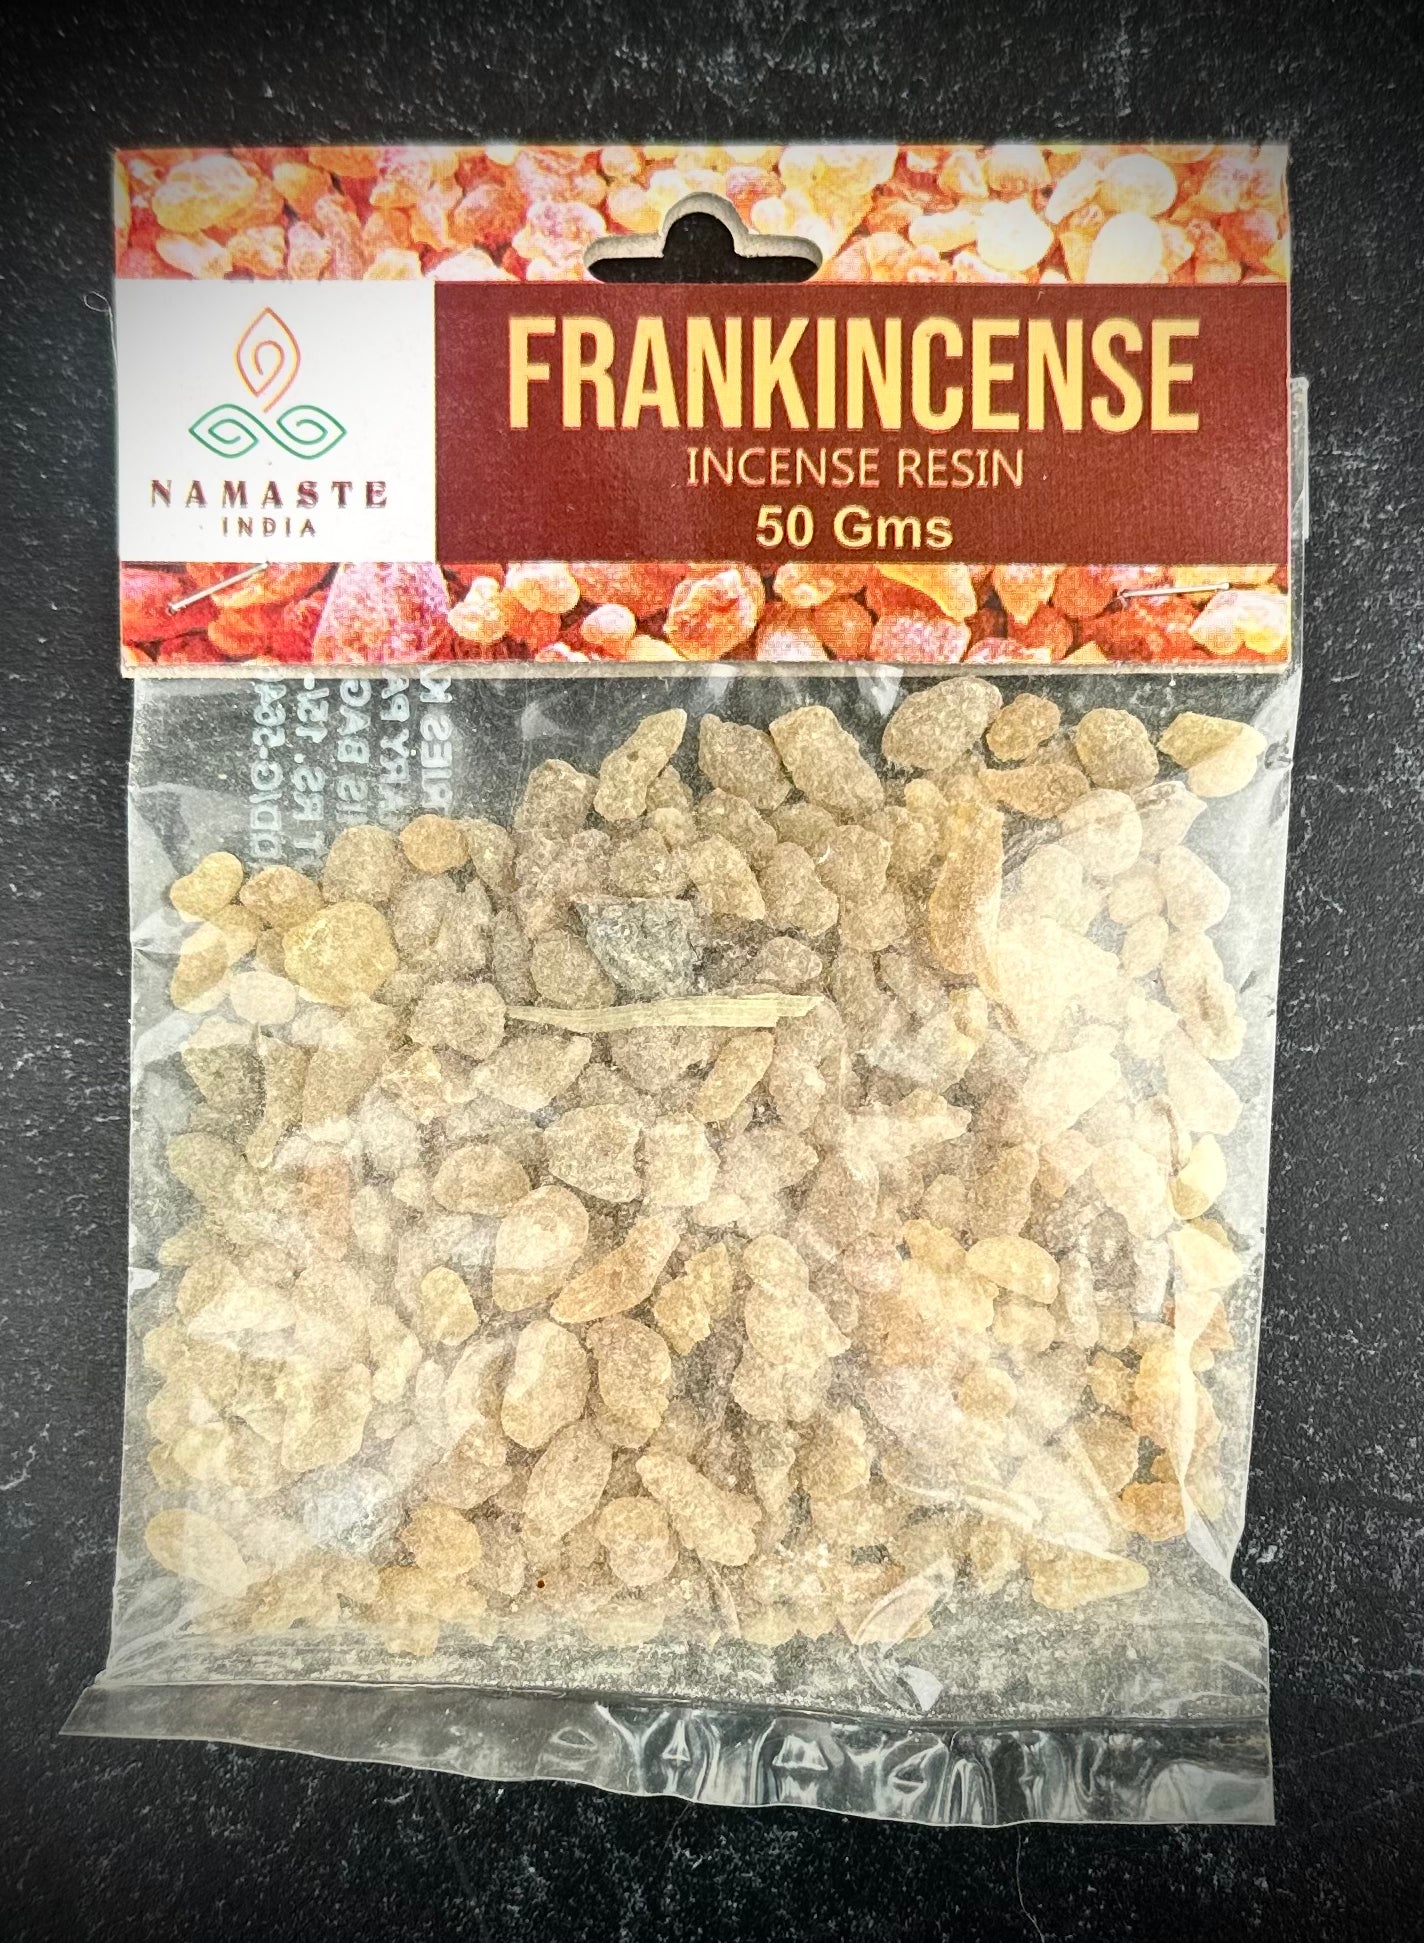 NAMASTE
INDIA
FRANKINCENSE
INCENSE RESIN
50 Gms